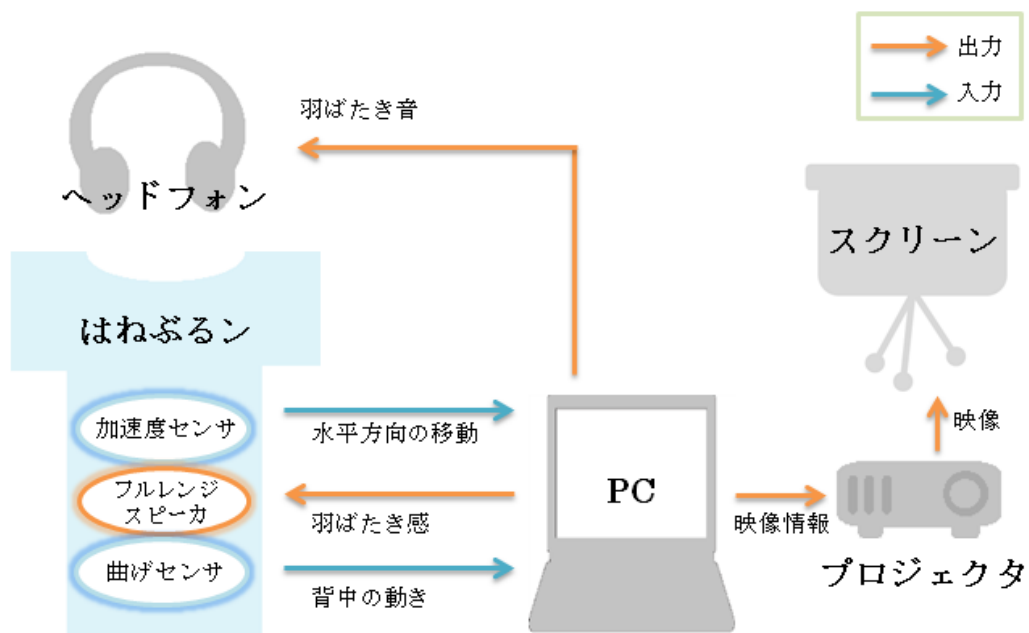 出力
入力
羽ばたき音
ヘッドフォン
スクリーン
はねぶるン
加速度センサ
水平方向の移動
フルレンジ
スピーカ
羽ばたき感
曲げセンサ
背中の動き
PC
映像情報
映像
プロジェクタ